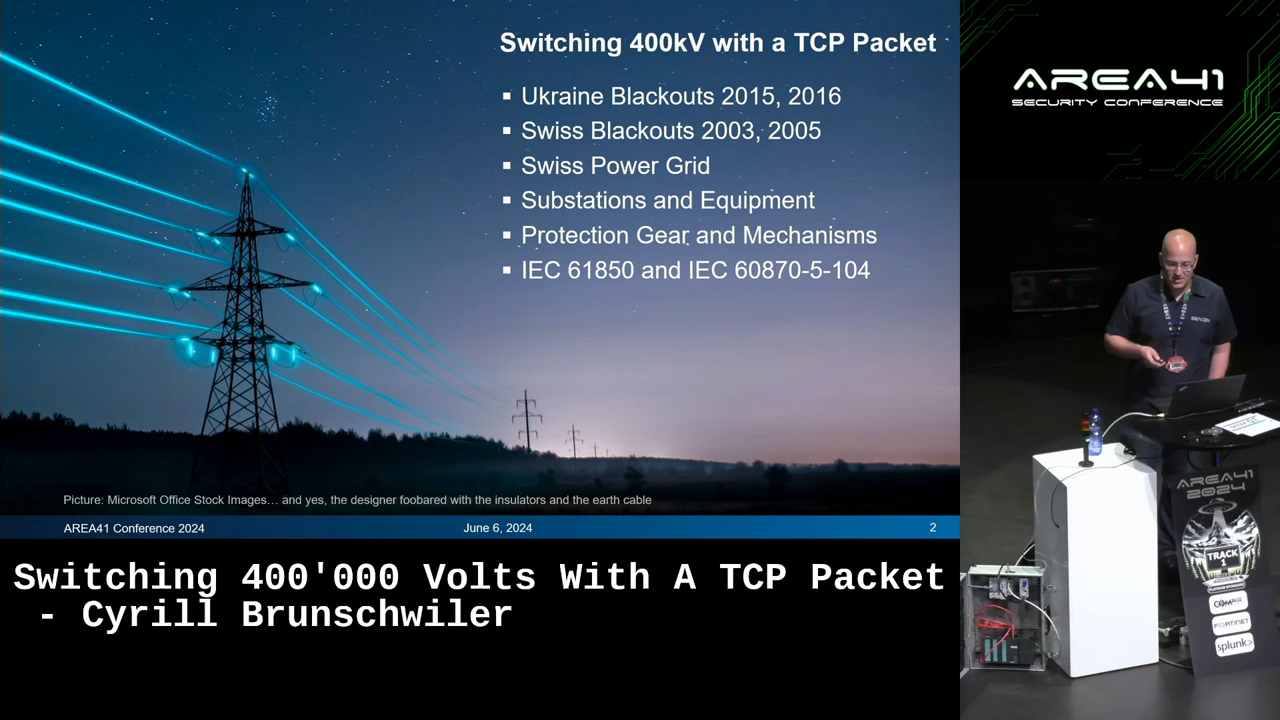 Switching 400kV with a TCP Packet
▪ Ukraine Blackouts 2015, 2016
▪ Swiss Blackouts 2003, 2005
▪ Swiss Power Grid
▪ Substations and Equipment
▪ Protection Gear and Mechanisms
▪ IEC 61850 and IEC 60870-5-104
Picture: Microsoft Office Stock Images… and yes, the designer foobared with the insulators and the earth cable
AREA41 Conference 2024
June 6, 2024
2
Switching 400'000 Volts With A TCP Packet
- Cyrill Brunschwiler
AREA41
SECURITY CONFERENCE
DEFCON
AREA41
2024
TRACK
1
COMPASS
FORTINET
splunk>